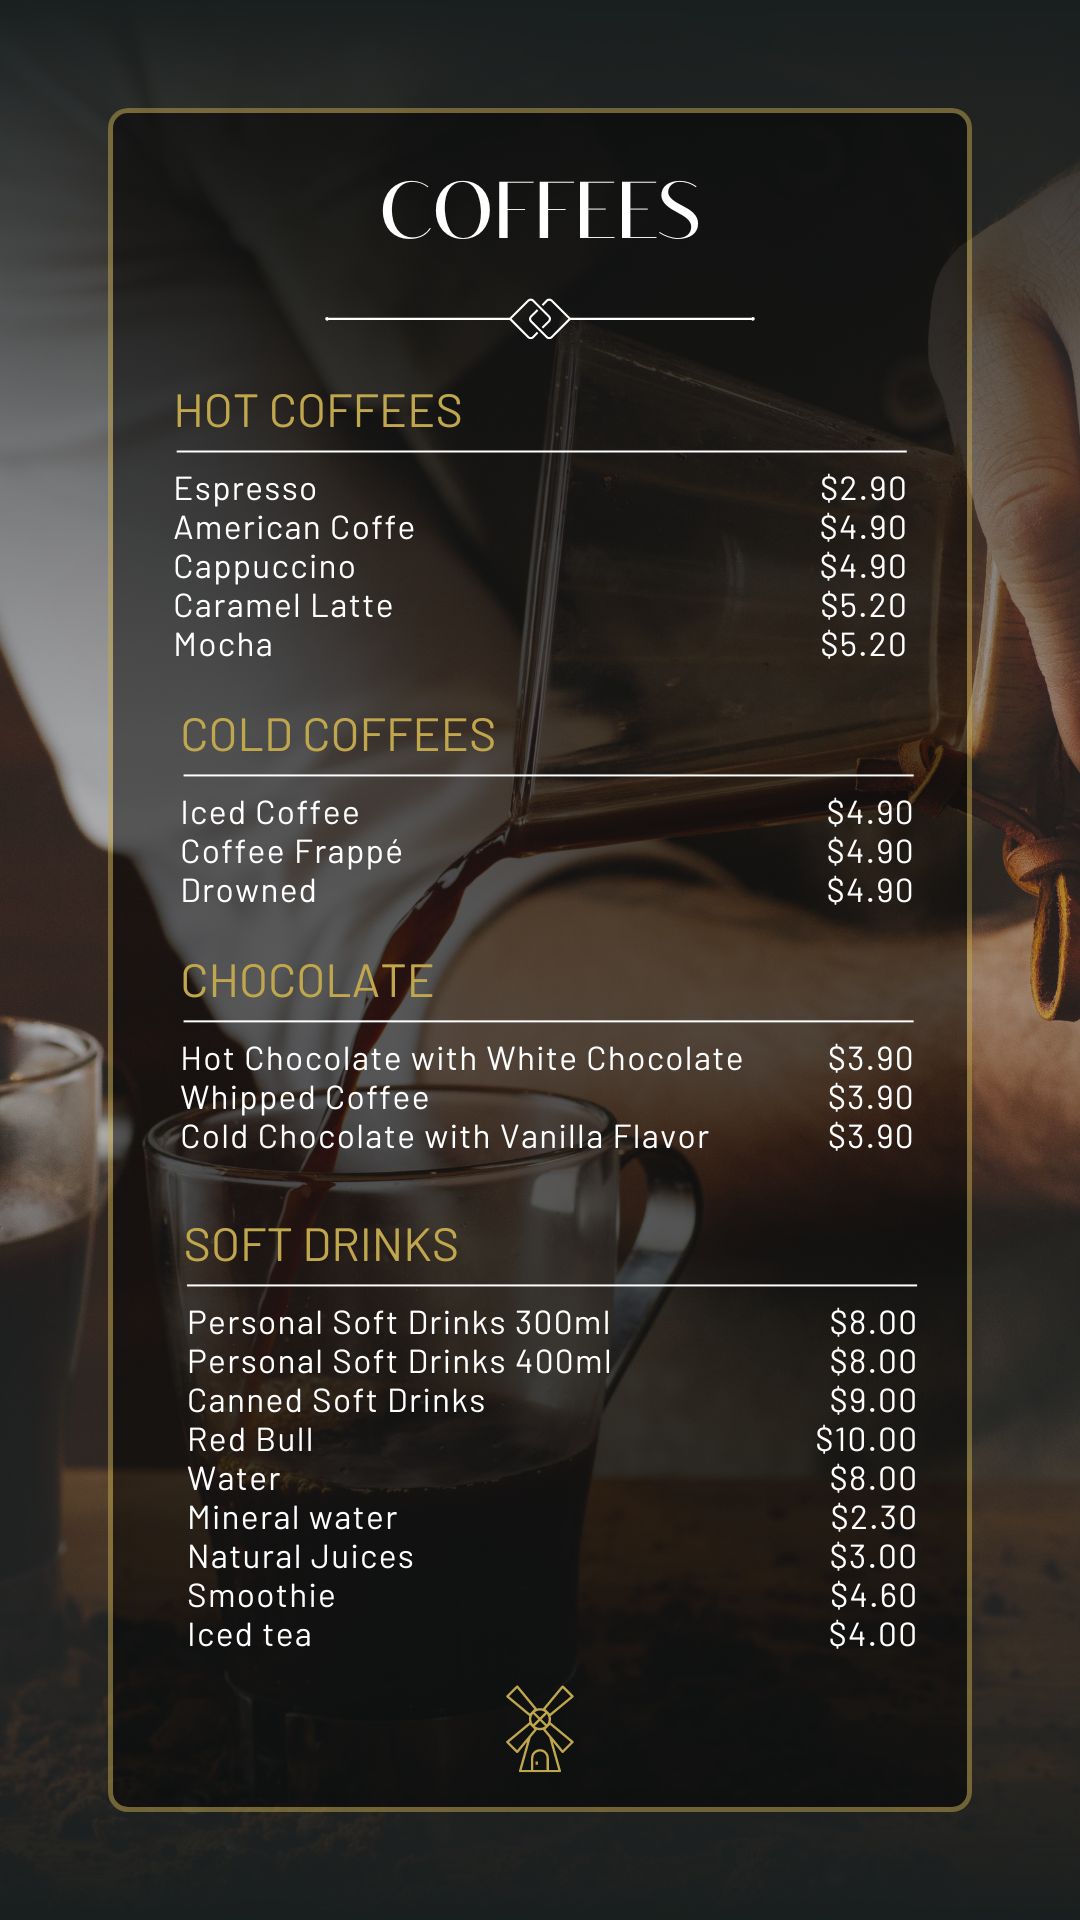 COFFEES
HOT COFFEES
Espresso $2.90
American Coffe $4.90
Cappuccino $4.90
Caramel Latte $5.20
Mocha $5.20
COLD COFFEES
Iced Coffee $4.90
Coffee Frappé $4.90
Drowned $4.90
CHOCOLATE
Hot Chocolate with White Chocolate $3.90
Whipped Coffee $3.90
Cold Chocolate with Vanilla Flavor $3.90
SOFT DRINKS
Personal Soft Drinks 300ml $8.00
Personal Soft Drinks 400ml $8.00
Canned Soft Drinks $9.00
Red Bull $10.00
Water $8.00
Mineral water $2.30
Natural Juices $3.00
Smoothie $4.60
Iced tea $4.00